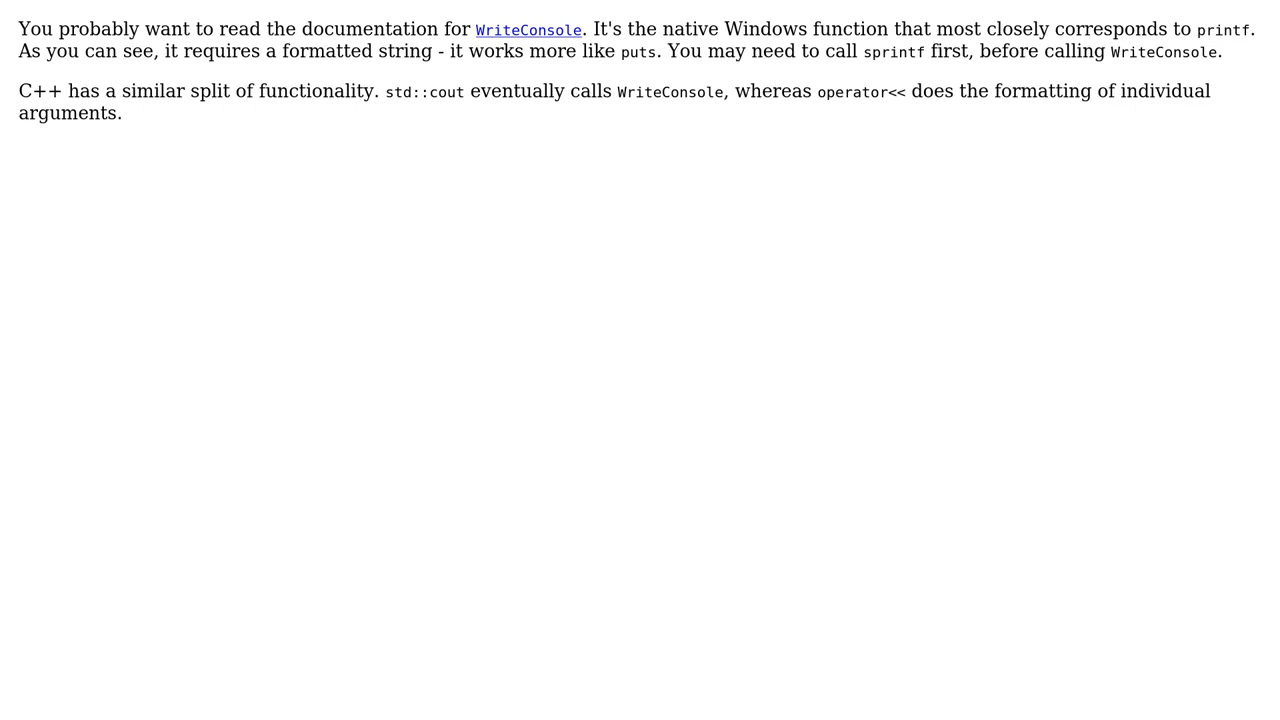 You probably want to read the documentation for WriteConsole. It's the native Windows function that most closely corresponds to printf.
As you can see, it requires a formatted string - it works more like puts. You may need to call sprintf first, before calling WriteConsole.
C++ has a similar split of functionality. std::cout eventually calls WriteConsole, whereas operator<< does the formatting of individual
arguments.